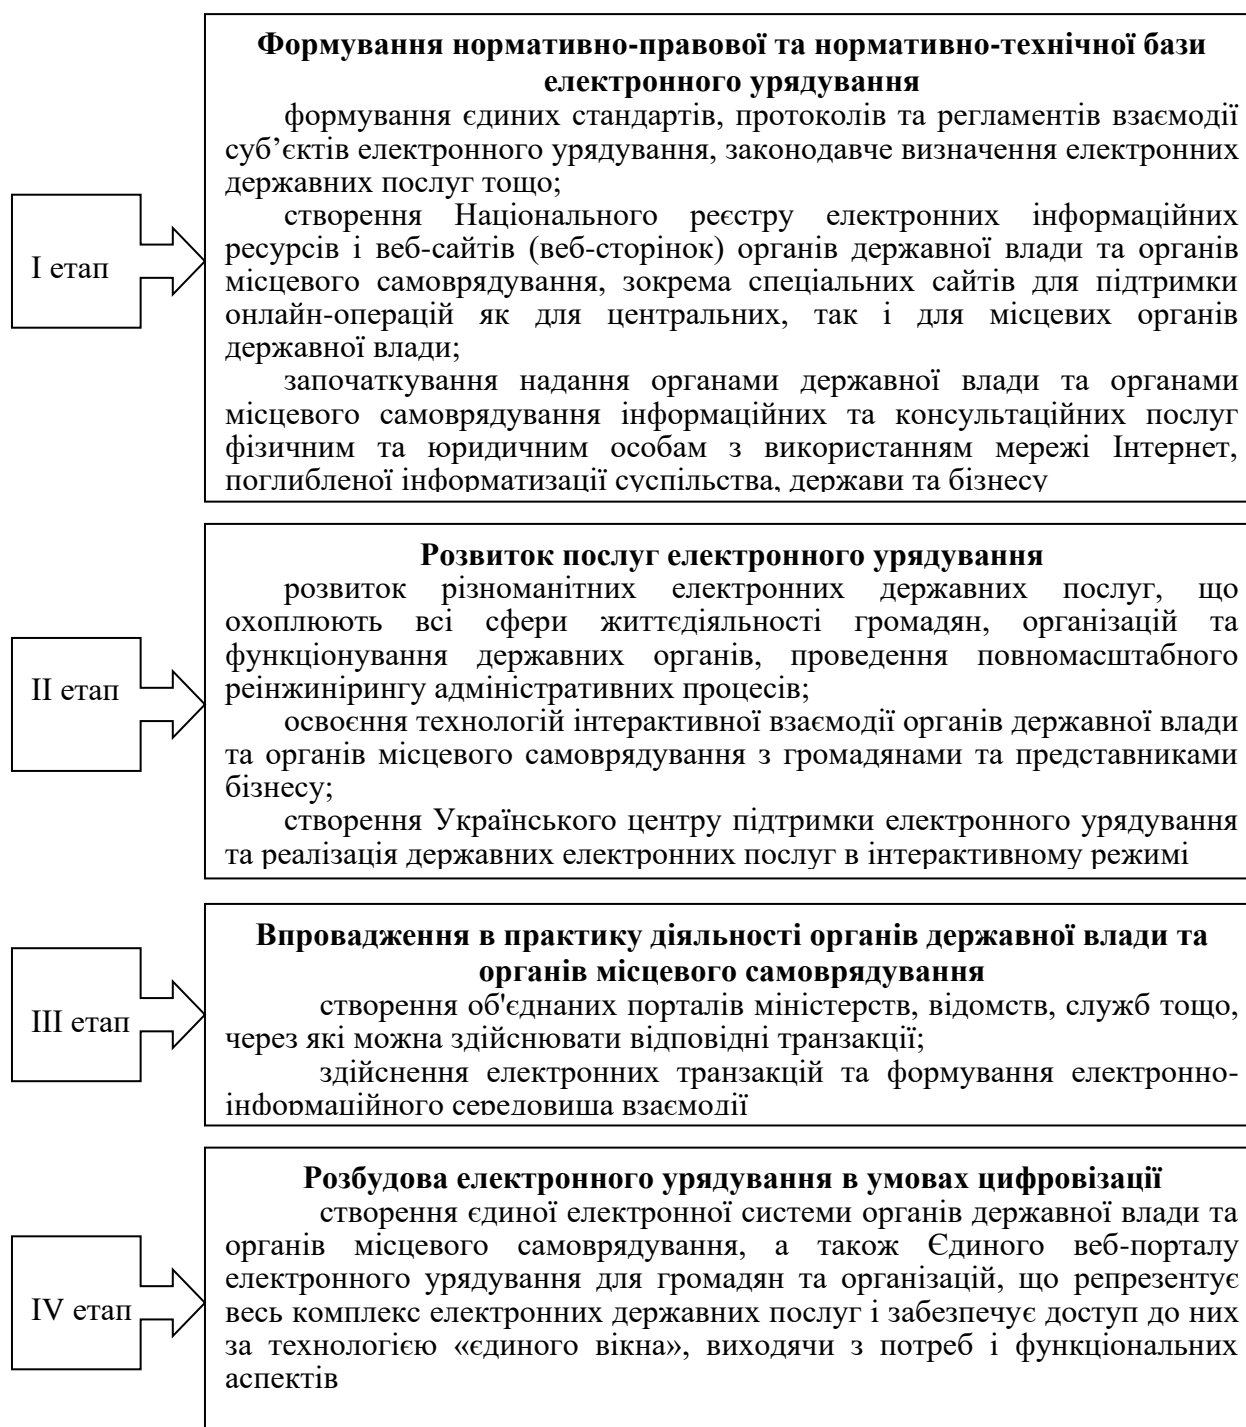 Формування нормативно-правової та нормативно-технічної бази
електронного урядування
формування єдиних стандартів, протоколів та регламентів взаємодії
суб’єктів електронного урядування, законодавче визначення електронних
державних послуг тощо;
створення Національного реєстру електронних інформаційних
ресурсів і веб-сайтів (веб-сторінок) органів державної влади та органів
місцевого самоврядування, зокрема спеціальних сайтів для підтримки
онлайн-операцій як для центральних, так і для місцевих органів
державної влади;
започаткування надання органами державної влади та органами
місцевого самоврядування інформаційних та консультаційних послуг
фізичним та юридичним особам з використанням мережі Інтернет,
поглибленої інформатизації суспільства, держави та бізнесу
I етап
Розвиток послуг електронного урядування
розвиток різноманітних електронних державних послуг, що
охоплюють всі сфери життєдіяльності громадян, організацій та
функціонування державних органів, проведення повномасштабного
реінжинірингу адміністративних процесів;
освоєння технологій інтерактивної взаємодії органів державної влади
та органів місцевого самоврядування з громадянами та представниками
бізнесу;
створення Українського центру підтримки електронного урядування
та реалізація державних електронних послуг в інтерактивному режимі
II етап
Впровадження в практику діяльності органів державної влади та
органів місцевого самоврядування
створення об'єднаних порталів міністерств, відомств, служб тощо,
через які можна здійснювати відповідні транзакції;
здійснення електронних транзакцій та формування електронно-
інформаційного середовища взаємодії
III етап
Розбудова електронного урядування в умовах цифровізації
створення єдиної електронної системи органів державної влади та
органів місцевого самоврядування, а також Єдиного веб-порталу
електронного урядування для громадян та організацій, що репрезентує
весь комплекс електронних державних послуг і забезпечує доступ до них
за технологією «єдиного вікна», виходячи з потреб і функціональних
аспектів
IV етап